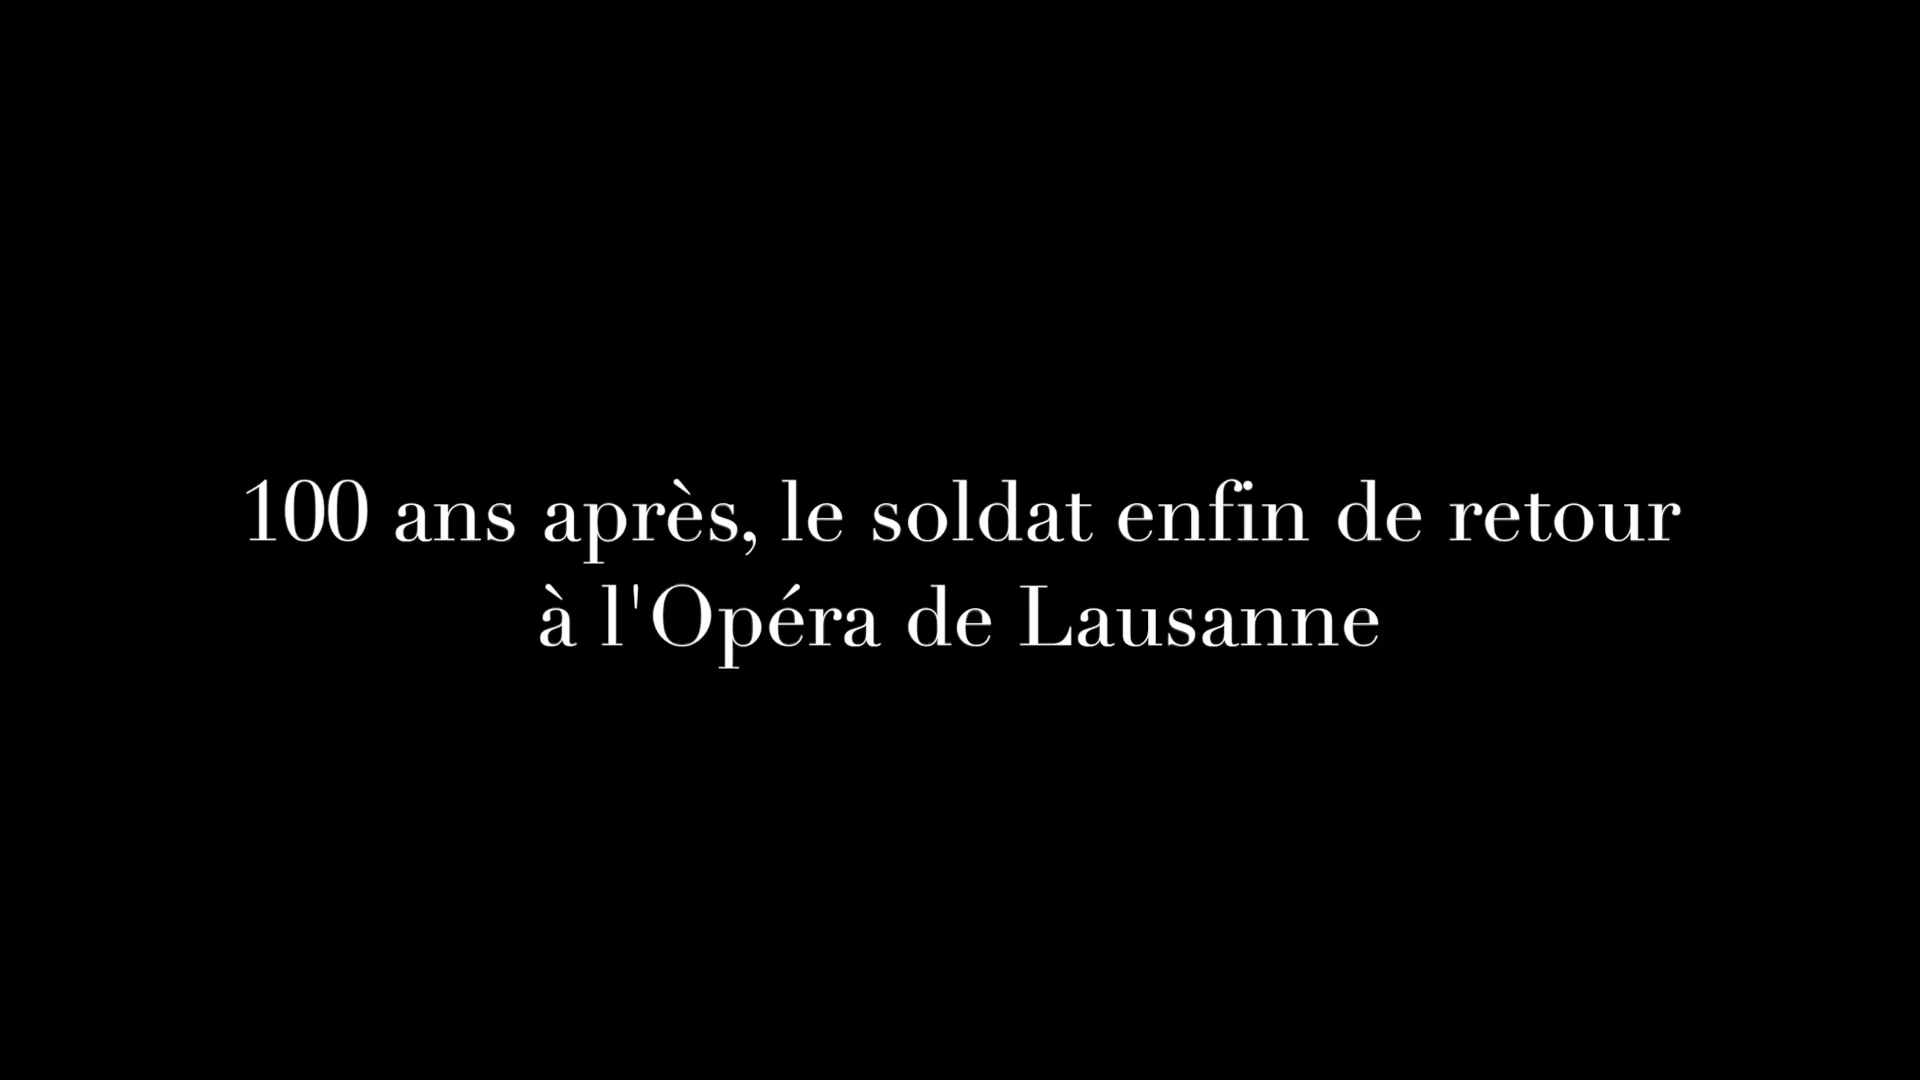 100 ans après, le soldat enfin de retour
à l'Opéra de Lausanne